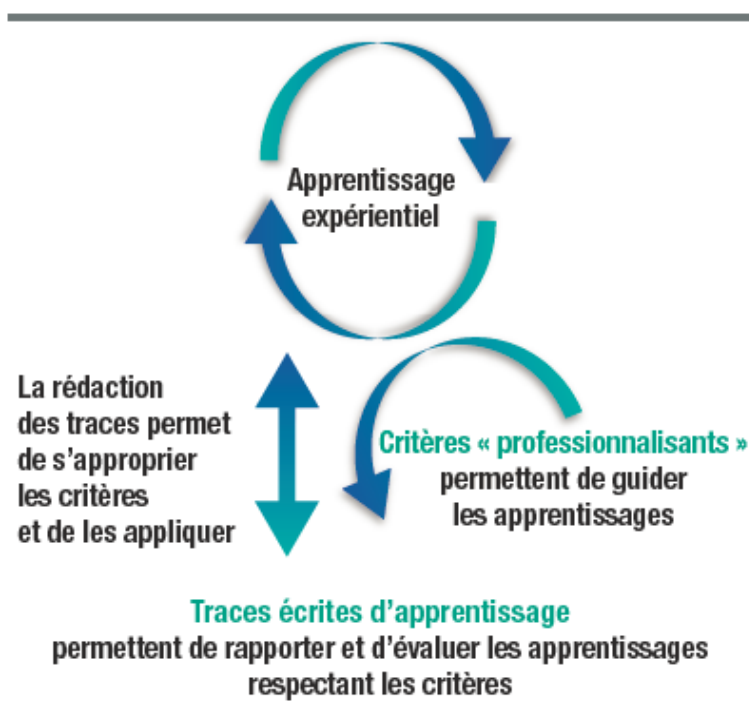 Apprentissage
expérientiel
La rédaction
des traces permet
de s'approprier
les critères
et de les appliquer
Critères « professionnalisants »
permettent de guider
les apprentissages
Traces écrites d'apprentissage
permettent de rapporter et d'évaluer les apprentissages
respectant les critères